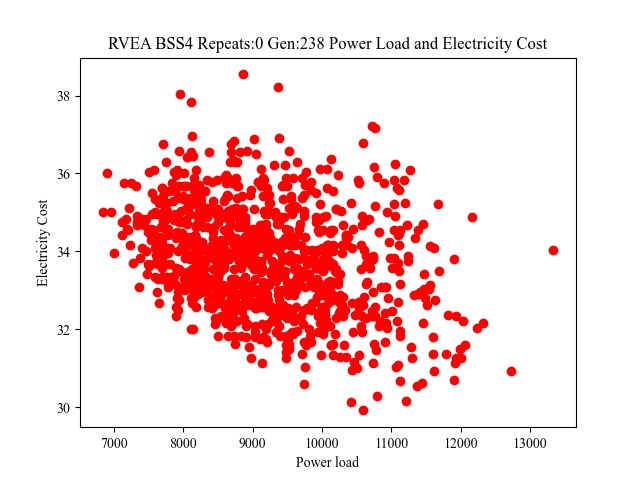 RVEA BSS4 Repeats:0 Gen:238 Power Load and Electricity Cost
Electricity Cost
38
36
34
32
30
7000 8000 9000 10000 11000 12000 13000
Power load